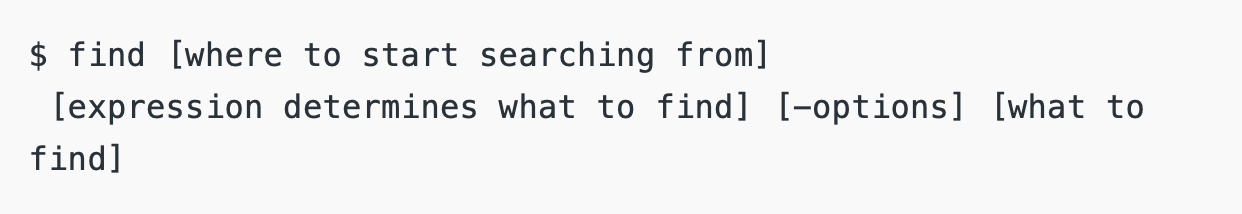 $ find [where to start searching from]
 [expression determines what to find] [-options] [what to
find]